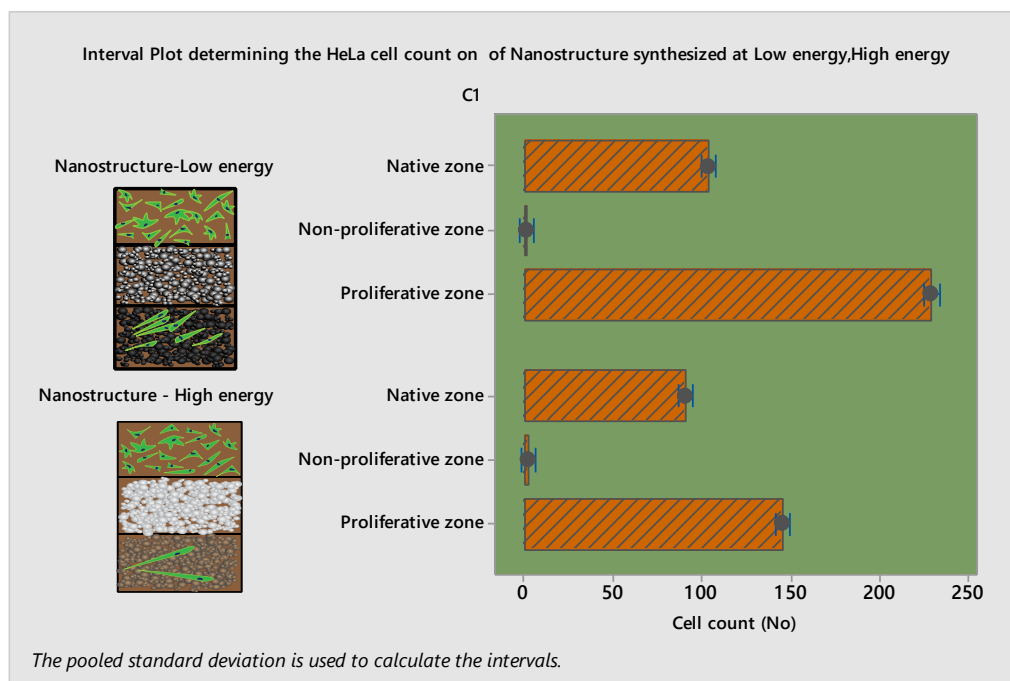 Interval Plot determining the HeLa cell count on of Nanostructure synthesized at Low energy,High energy
C1
Nanostructure-Low energy
Native zone
Non-proliferative zone
Proliferative zone
Nanostructure - High energy
Native zone
Non-proliferative zone
Proliferative zone
0 50 100 150 200 250
Cell count (No)
The pooled standard deviation is used to calculate the intervals.